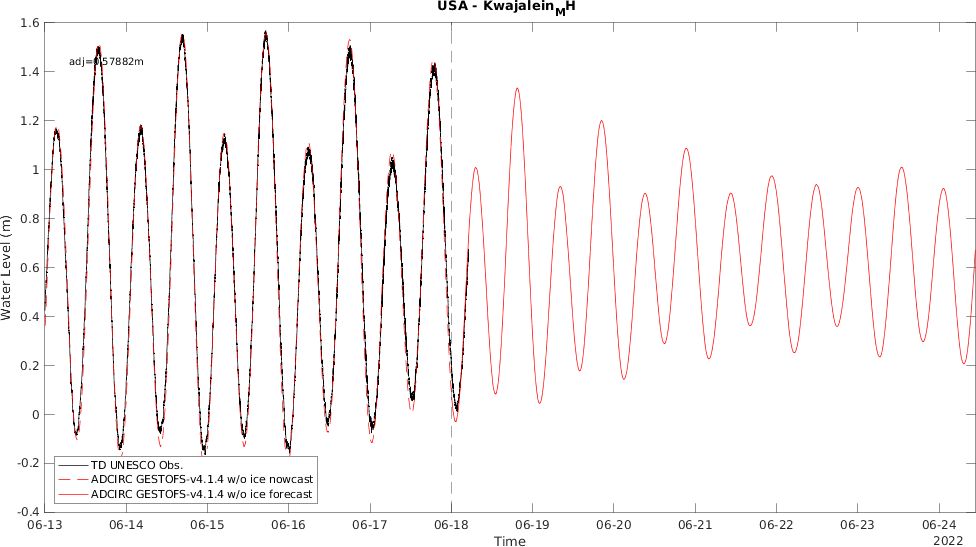 USA - Kwajalein_MH
1.6
1.4
1.2
1
0.8
0.6
0.4
0.2
0
-0.2
-0.4
Water Level (m)
adj=0.57882m
TD UNESCO Obs.
ADCIRC GESTOFS-v4.1.4 w/o ice nowcast
ADCIRC GESTOFS-v4.1.4 w/o ice forecast
06-13 06-14 06-15 06-16 06-17 06-18 06-19 06-20 06-21 06-22 06-23 06-24
Time
2022